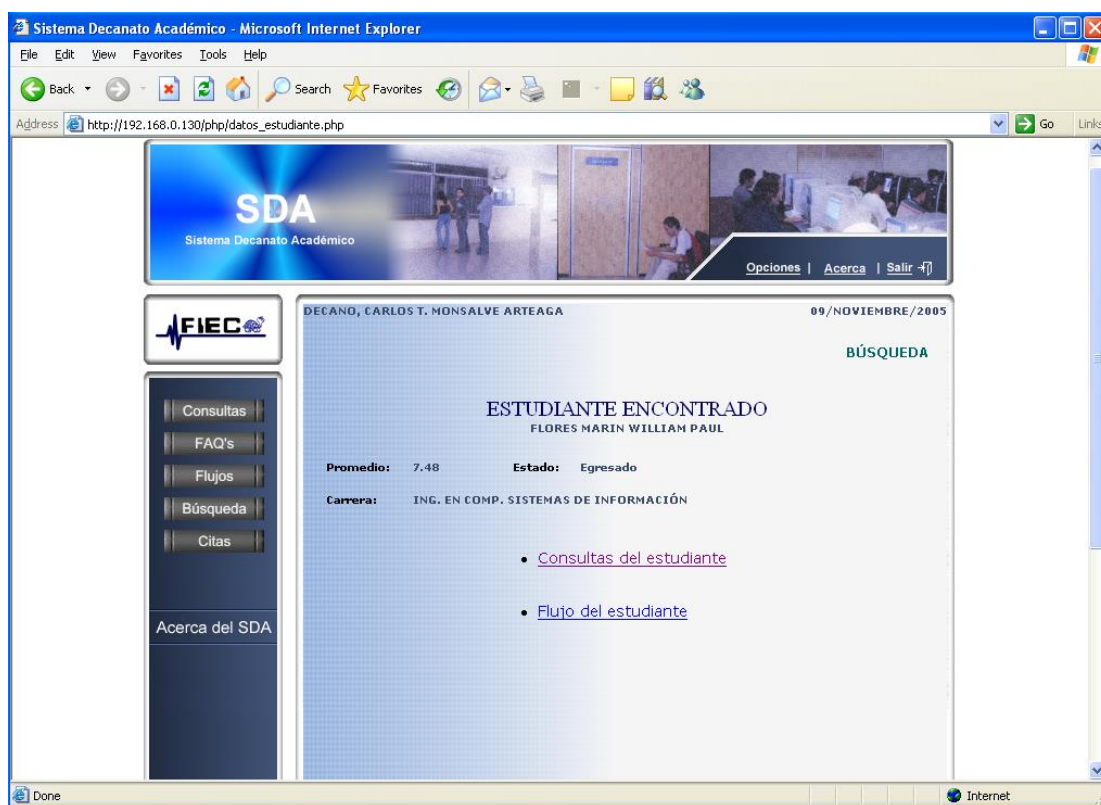 Sistema Decanato Académico - Microsoft Internet Explorer
File Edit View Favorites Tools Help
Back Search Favorites
Address http://192.168.0.130/php/datos_estudiante.php Go Links
SDA
Sistema Decanato Académico
Opciones | Acerca | Salir
FIEC
DECANO, CARLOS T. MONSALVE ARTEAGA 09/NOVIEMBRE/2005
BÚSQUEDA
ESTUDIANTE ENCONTRADO
FLORES MARIN WILLIAM PAUL
Promedio: 7.48 Estado: Egresado
Carrera: ING. EN COMP. SISTEMAS DE INFORMACIÓN
• Consultas del estudiante
• Flujo del estudiante
Consultas
FAQ's
Flujos
Búsqueda
Citas
Acerca del SDA
Done Internet